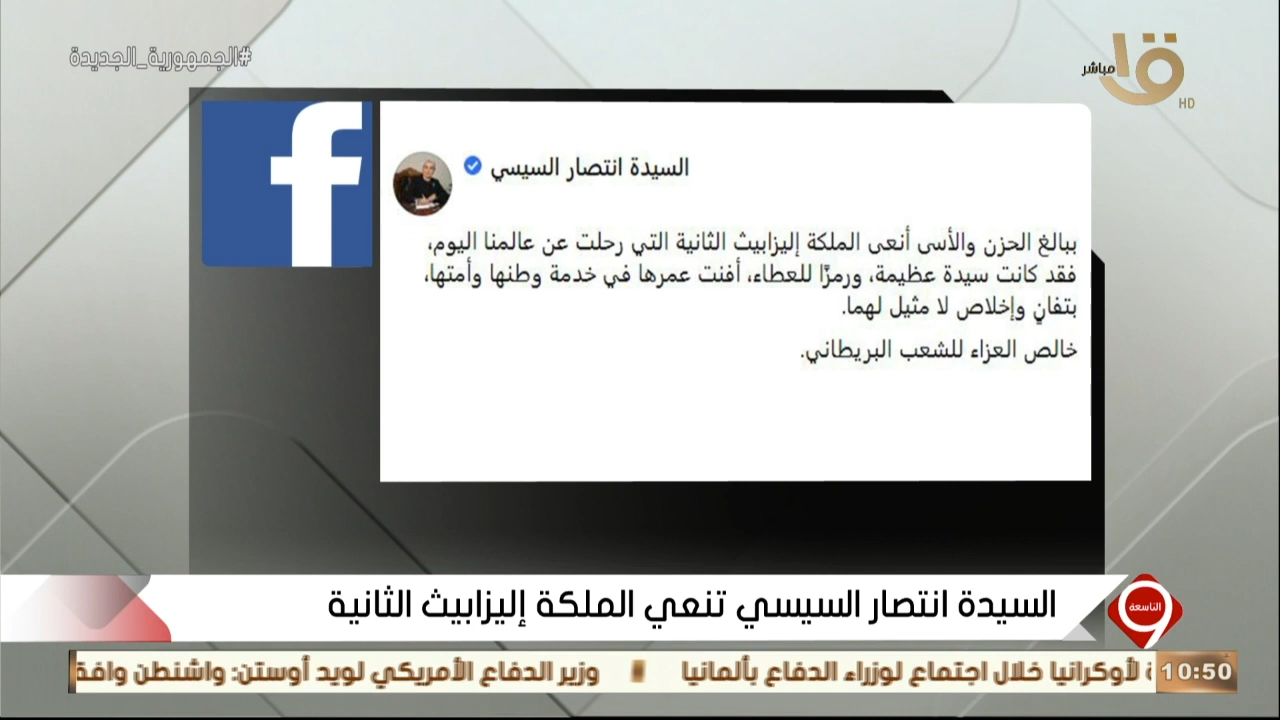 #الجمهورية_الجديدة
مباشر
HD
السيدة انتصار السيسي
ببالغ الحزن والأسى أنعى الملكة إليزابيث الثانية التي رحلت عن عالمنا اليوم،
فقد كانت سيدة عظيمة، ورمزًا للعطاء، أفنت عمرها في خدمة وطنها وأمتها،
بتفانٍ وإخلاص لا مثيل لهما.
خالص العزاء للشعب البريطاني.
السيدة انتصار السيسي تنعي الملكة إليزابيث الثانية
التاسعة
9
10:50
لأوكرانيا خلال اجتماع لوزراء الدفاع بألمانيا
وزير الدفاع الأمريكي لويد أوستن: واشنطن